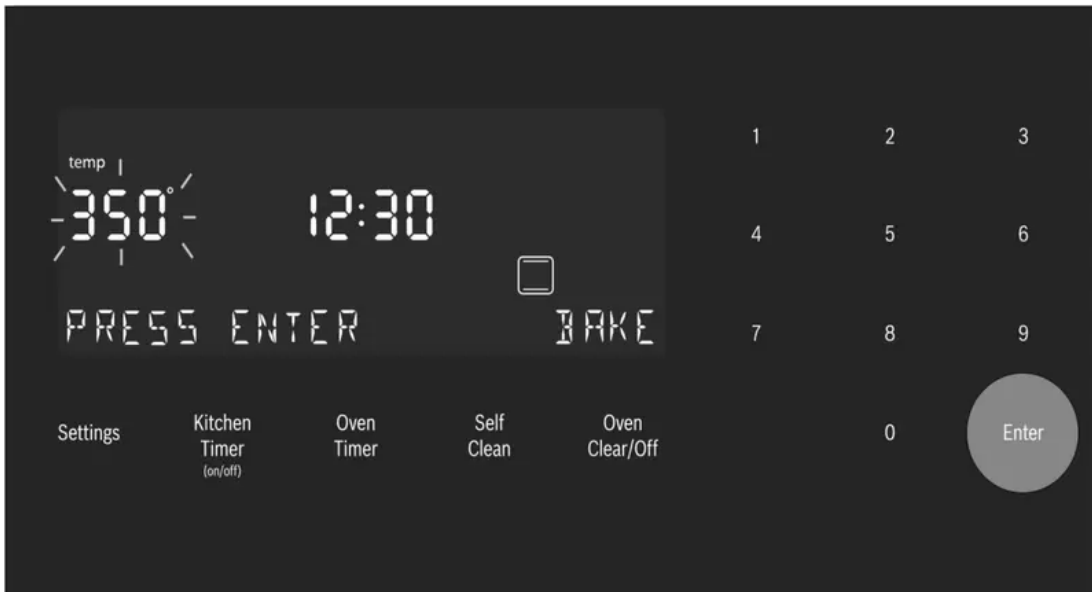 temp
350° 12:30
PRESS ENTER BAKE
1 2 3
4 5 6
7 8 9
0 Enter
Settings
Kitchen
Timer
(on/off)
Oven
Timer
Self
Clean
Oven
Clear/Off